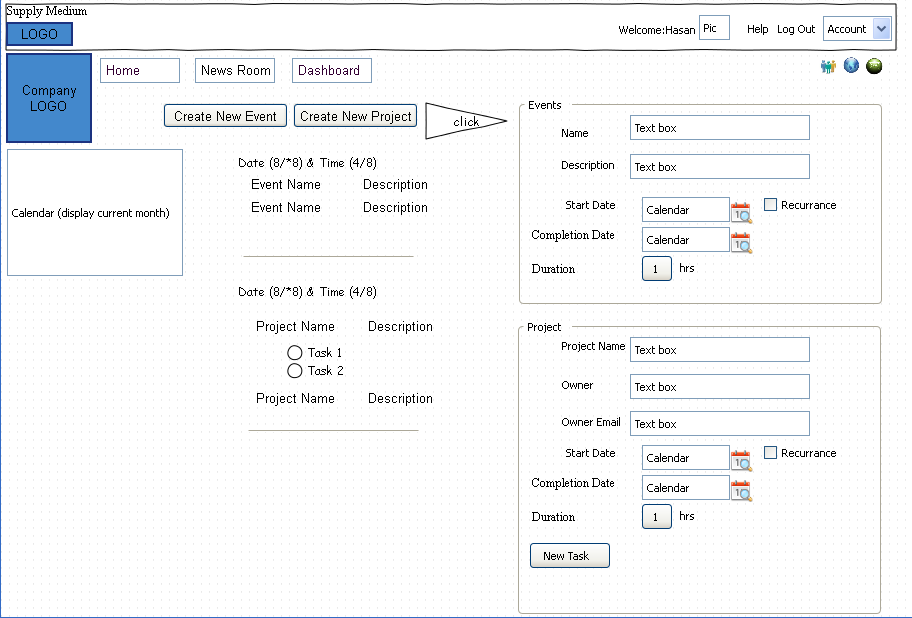 Supply Medium
LOGO
Welcome:Hasan Pic Help Log Out Account
Company
LOGO
Home News Room Dashboard
Create New Event Create New Project click
Calendar (display current month)
Date (8/*8) & Time (4/8)
Event Name Description
Event Name Description
Date (8/*8) & Time (4/8)
Project Name Description
Task 1
Task 2
Project Name Description
Events
Name Text box
Description Text box
Start Date Calendar Recurrance
Completion Date Calendar
Duration 1 hrs
Project
Project Name Text box
Owner Text box
Owner Email Text box
Start Date Calendar Recurrance
Completion Date Calendar
Duration 1 hrs
New Task